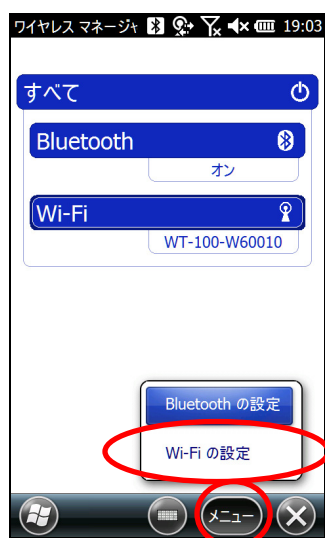 ワイヤレス マネージャ 19:03
すべて
Bluetooth
オン
Wi-Fi
WT-100-W60010
Bluetooth の設定
Wi-Fi の設定
メニュー